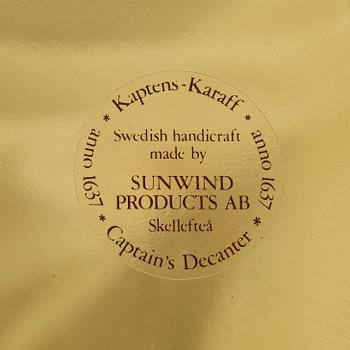 * Kaptens-Karaff *
anno 1637
anno 1637
Swedish handicraft
made by
SUNWIND
PRODUCTS AB
Skellefteå
* Captain's Decanter *